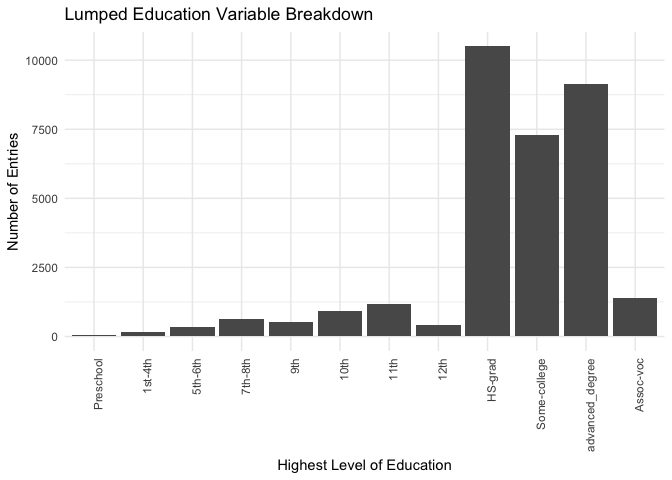 Lumped Education Variable Breakdown
Number of Entries
10000
7500
5000
2500
0
Preschool
1st-4th
5th-6th
7th-8th
9th
10th
11th
12th
HS-grad
Some-college
advanced_degree
Assoc-voc
Highest Level of Education